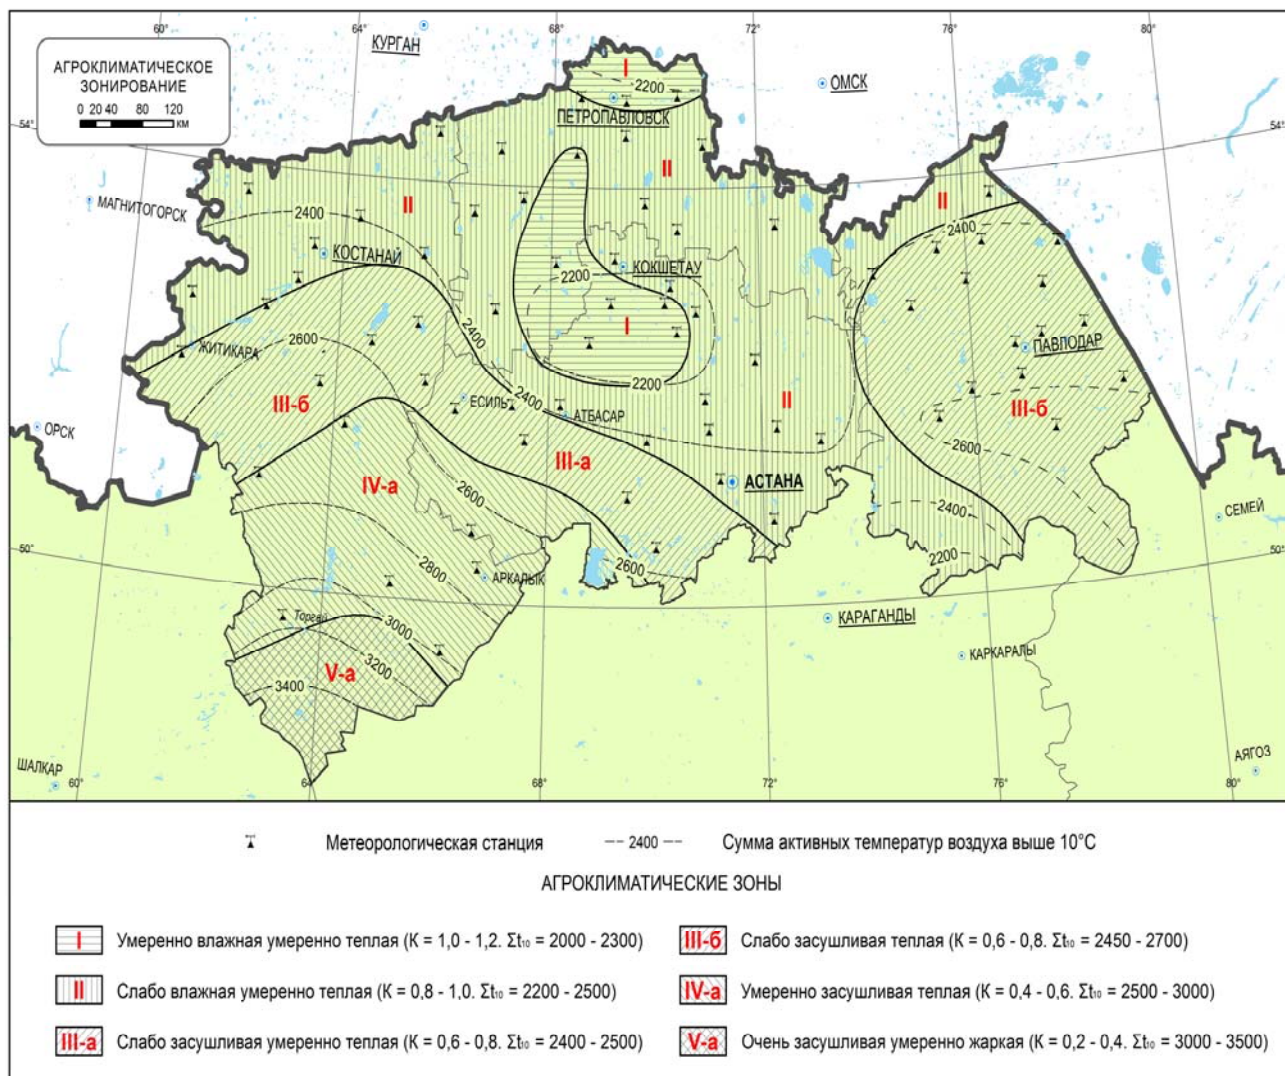 60°
68°
72°
76°
80°
КУРГАН
АГРОКЛИМАТИЧЕСКОЕ
ЗОНИРОВАНИЕ
0 20 40 80 120
км
I
2200
ОМСК
ПЕТРОПАВЛОВСК
54°
54°
II
II
МАГНИТОГОРСК
II
2400
2400
КОСТАНАЙ
2200
КОКШЕТАУ
2400
I
ЖИТИКАРА
2600
ПАВЛОДАР
2200
III-б
ЕСИЛЬ
2400
АТБАСАР
II
III-б
ОРСК
2600
III-а
IV-а
АСТАНА
2600
2400
СЕМЕЙ
50°
50°
2200
2600
2800
АРКАЛЫК
Торгай
3000
КАРАГАНДЫ
КАРКАРАЛЫ
3200
V-а
3400
ШАЛКАР
АЯГОЗ
60°
64°
68°
72°
76°
80°
Метеорологическая станция
2400
Сумма активных температур воздуха выше 10°С
АГРОКЛИМАТИЧЕСКИЕ ЗОНЫ
I Умеренно влажная умеренно теплая (К = 1,0 - 1,2. Σt₁₀ = 2000 - 2300)
II Слабо влажная умеренно теплая (К = 0,8 - 1,0. Σt₁₀ = 2200 - 2500)
III-а Слабо засушливая умеренно теплая (К = 0,6 - 0,8. Σt₁₀ = 2400 - 2500)
III-б Слабо засушливая теплая (К = 0,6 - 0,8. Σt₁₀ = 2450 - 2700)
IV-а Умеренно засушливая теплая (К = 0,4 - 0,6. Σt₁₀ = 2500 - 3000)
V-а Очень засушливая умеренно жаркая (К = 0,2 - 0,4. Σt₁₀ = 3000 - 3500)